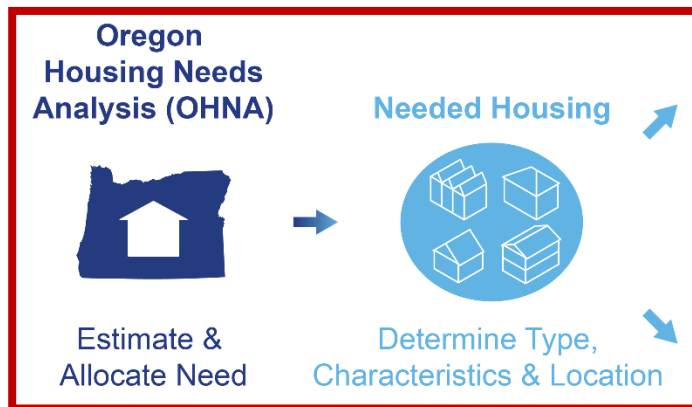 Oregon
Housing Needs
Analysis (OHNA)
Estimate &
Allocate Need
Needed Housing
Determine Type,
Characteristics & Location